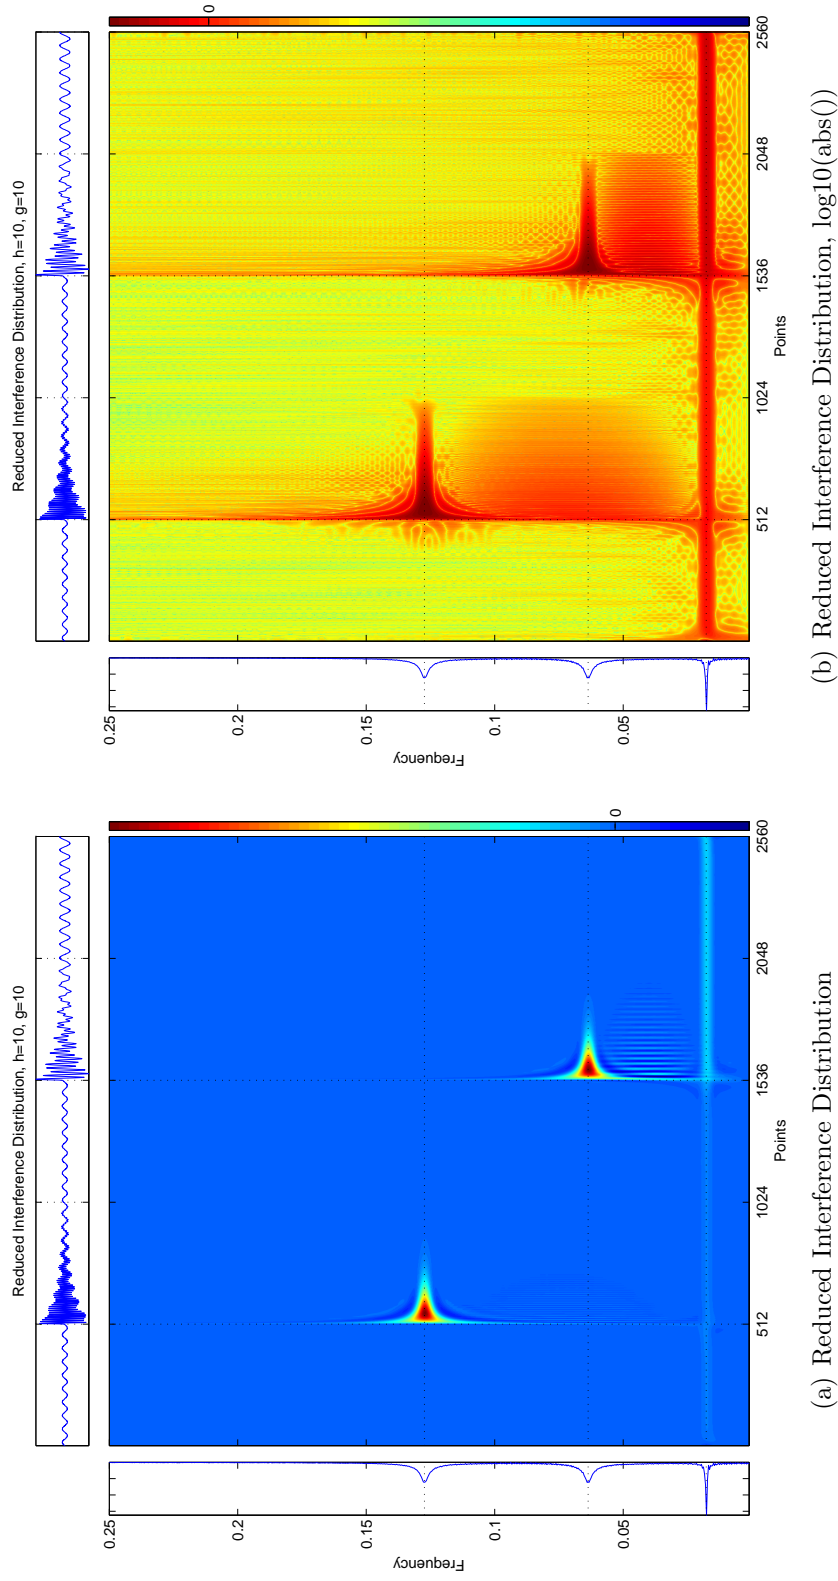 Reduced Interference Distribution, h=10, g=10
0.25
0.2
0.15
0.1
0.05
Frequency
512
1024
1536
2048
2560
Points
0
(a) Reduced Interference Distribution
Reduced Interference Distribution, h=10, g=10
0.25
0.2
0.15
0.1
0.05
Frequency
512
1024
1536
2048
2560
Points
0
(b) Reduced Interference Distribution, log10(abs())